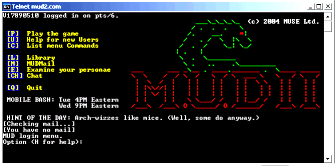 Telnet mud2.com
V17890510 logged in on pts/6.
(c) 2004 MUSE Ltd.
[P] Play the game
[U] Help for new Users
[C] List menu Commands
[L] Library
[M] MUDMail
[E] Examine your personae
[CH] Chat
[Q] Quit
MUDII
MOBILE BASH: Tue 4PM Eastern
Wed 9PM Eastern
HINT OF THE DAY: Arch-wizzes like mice. (Well, some do anyway.)
[Checking mail...]
[You have no mail]
MUD login menu.
Option (H for help):